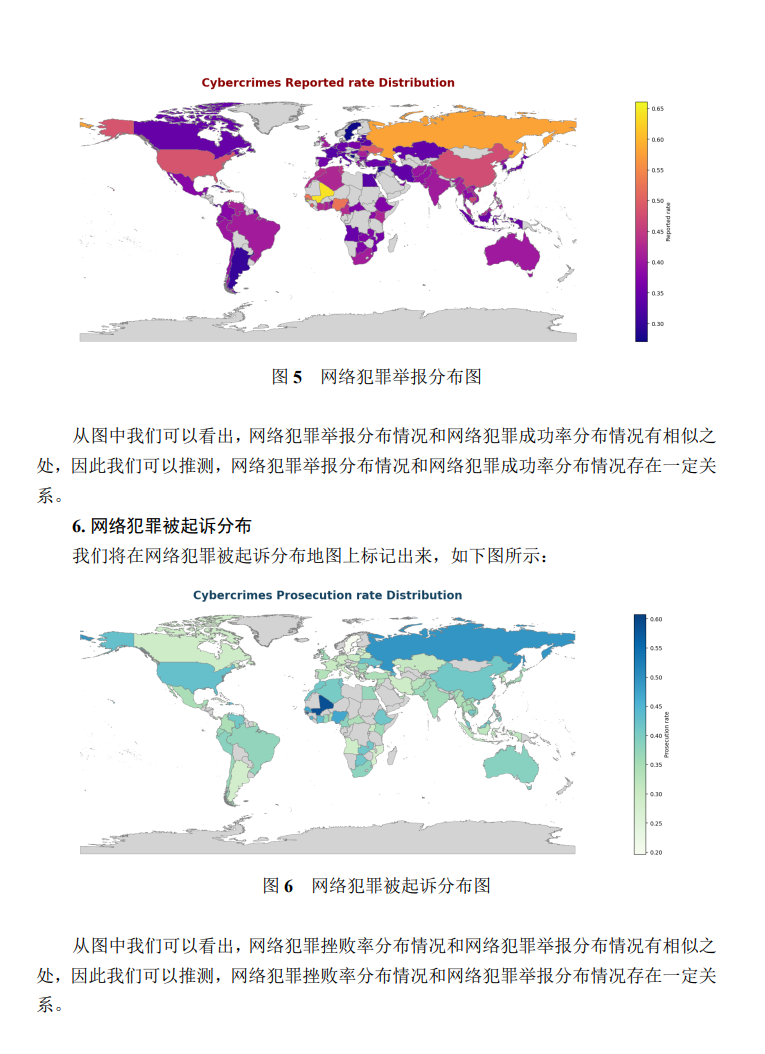 Cybercrimes Reported rate Distribution
0.65
0.60
0.55
0.50
0.45
0.40
0.35
0.30
Reported rate
图 5 网络犯罪举报分布图
从图中我们可以看出，网络犯罪举报分布情况和网络犯罪成功率分布情况有相似之
处，因此我们可以推测，网络犯罪举报分布情况和网络犯罪成功率分布情况存在一定关
系。
6. 网络犯罪被起诉分布
我们将在网络犯罪被起诉分布地图上标记出来，如下图所示：
Cybercrimes Prosecution rate Distribution
0.60
0.55
0.50
0.45
0.40
0.35
0.30
0.25
0.20
Prosecution rate
图 6 网络犯罪被起诉分布图
从图中我们可以看出，网络犯罪挫败率分布情况和网络犯罪举报分布情况有相似之
处，因此我们可以推测，网络犯罪挫败率分布情况和网络犯罪举报分布情况存在一定关
系。